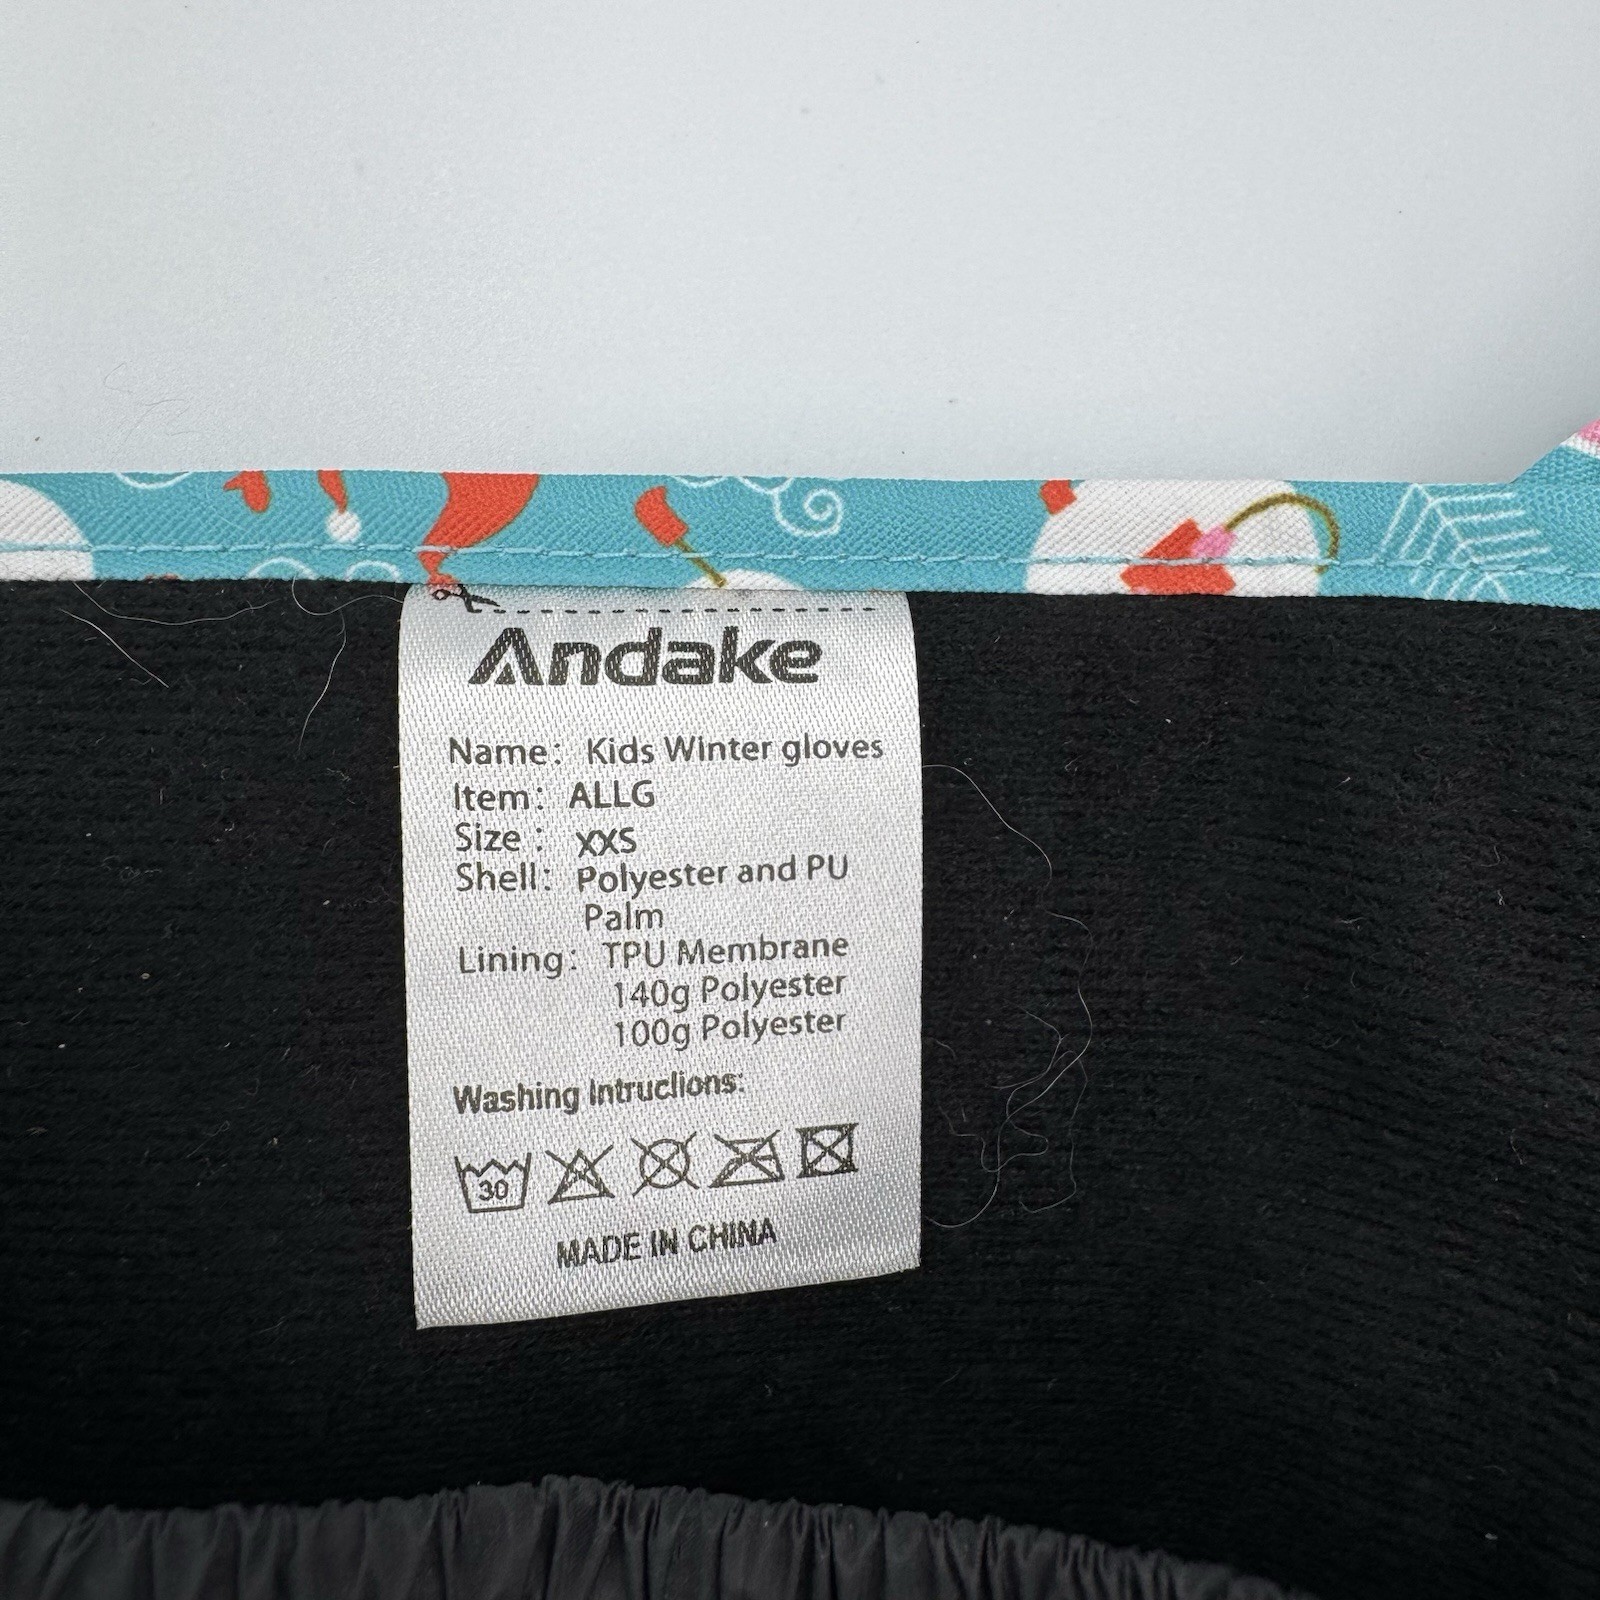 Andake
Name: Kids Winter gloves
Item: ALLG
Size: XXS
Shell: Polyester and PU
Palm
Lining: TPU Membrane
140g Polyester
100g Polyester
Washing Intructions:
30
MADE IN CHINA